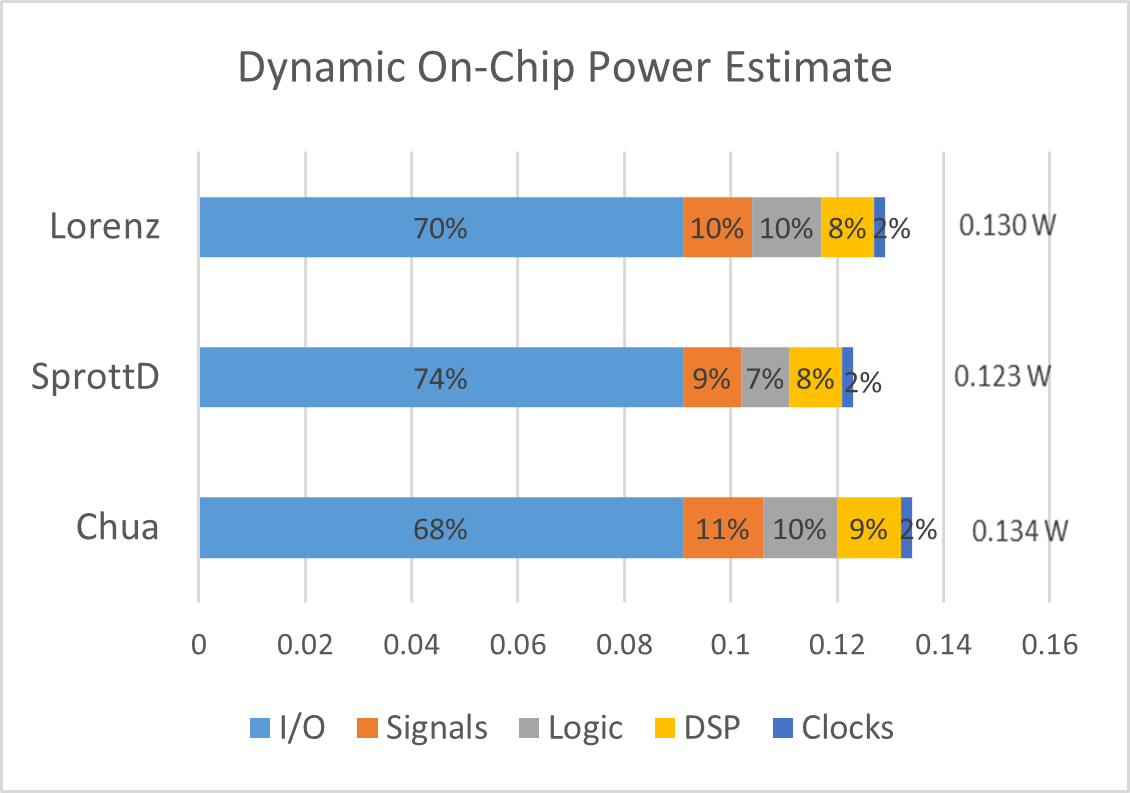 Dynamic On-Chip Power Estimate
Lorenz 70% 10% 10% 8% 2% 0.130 W
SprottD 74% 9% 7% 8% 2% 0.123 W
Chua 68% 11% 10% 9% 2% 0.134 W
0 0.02 0.04 0.06 0.08 0.1 0.12 0.14 0.16
I/O Signals Logic DSP Clocks